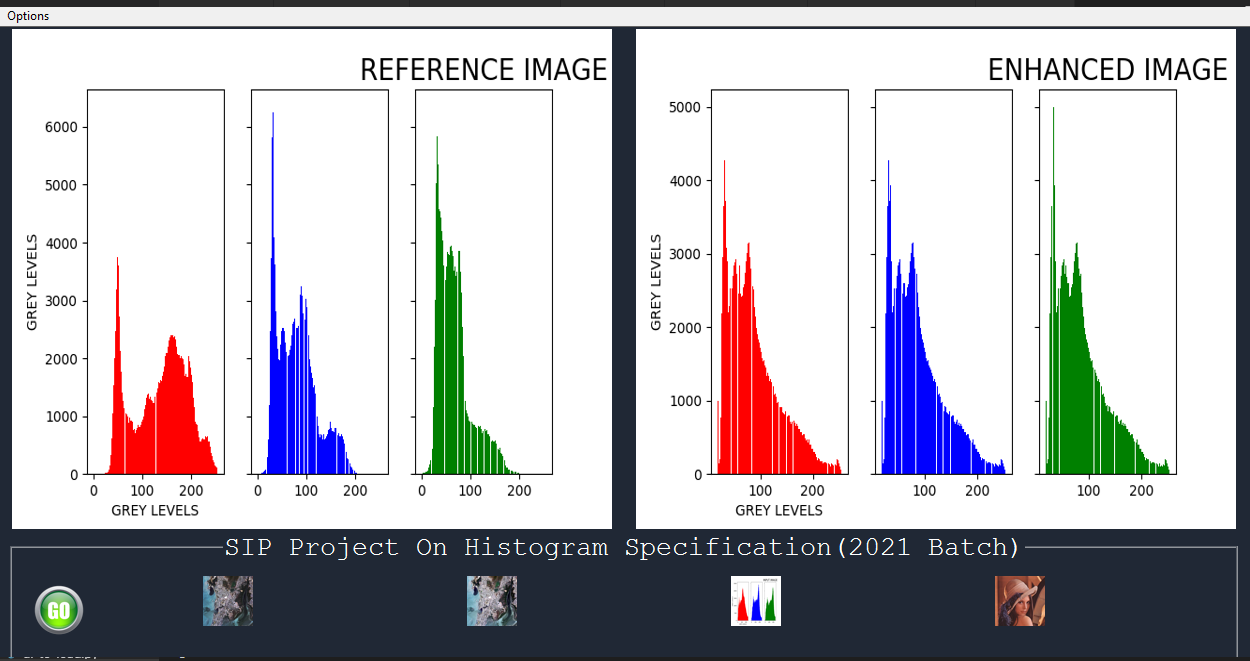 Options
REFERENCE IMAGE
6000
5000
4000
3000
2000
1000
0
GREY LEVELS
0 100 200 0 100 200 0 100 200
GREY LEVELS
ENHANCED IMAGE
5000
4000
3000
2000
1000
0
GREY LEVELS
100 200 100 200 100 200
GREY LEVELS
SIP Project On Histogram Specification(2021 Batch)
GO